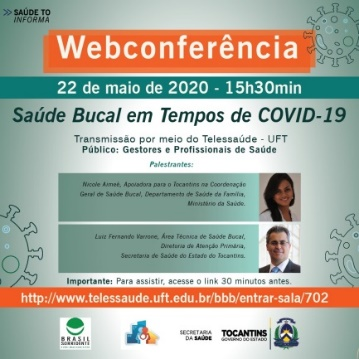 SAÚDE TO
INFORMA
Webconferência
22 de maio de 2020 - 15h30min
Saúde Bucal em Tempos de COVID-19
Transmissão por meio do Telessaúde - UFT
Público: Gestores e Profissionais de Saúde
Palestrantes:
Nicole Aimeé, Apoiadora para o Tocantins na Coordenação
Geral de Saúde Bucal, Departamento de Saúde da Família,
Ministério da Saúde.
Luiz Fernando Varrone, Área Técnica de Saúde Bucal,
Diretoria de Atenção Primária,
Secretaria de Saúde do Estado do Tocantins.
Importante: Para assistir, acesse o link 30 minutos antes.
http://www.telessaude.uft.edu.br/bbb/entrar-sala/702
BRASIL
SORRIDENTE
SECRETARIA
DA SAÚDE
TOCANTINS
GOVERNO DO ESTADO